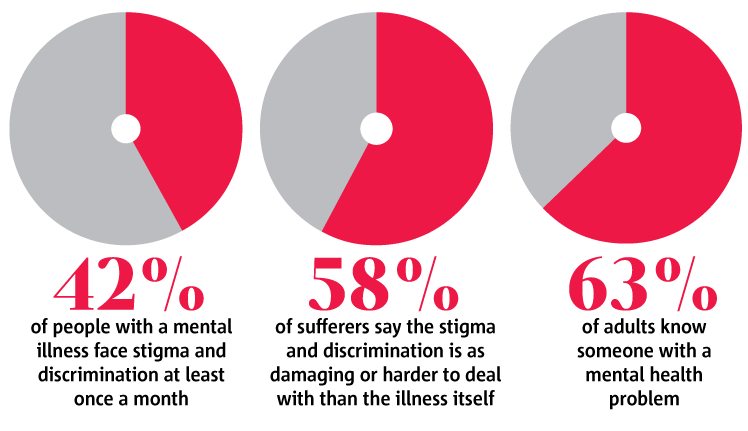 42%
of people with a mental
illness face stigma and
discrimination at least
once a month
58%
of sufferers say the stigma
and discrimination is as
damaging or harder to deal
with than the illness itself
63%
of adults know
someone with a
mental health
problem